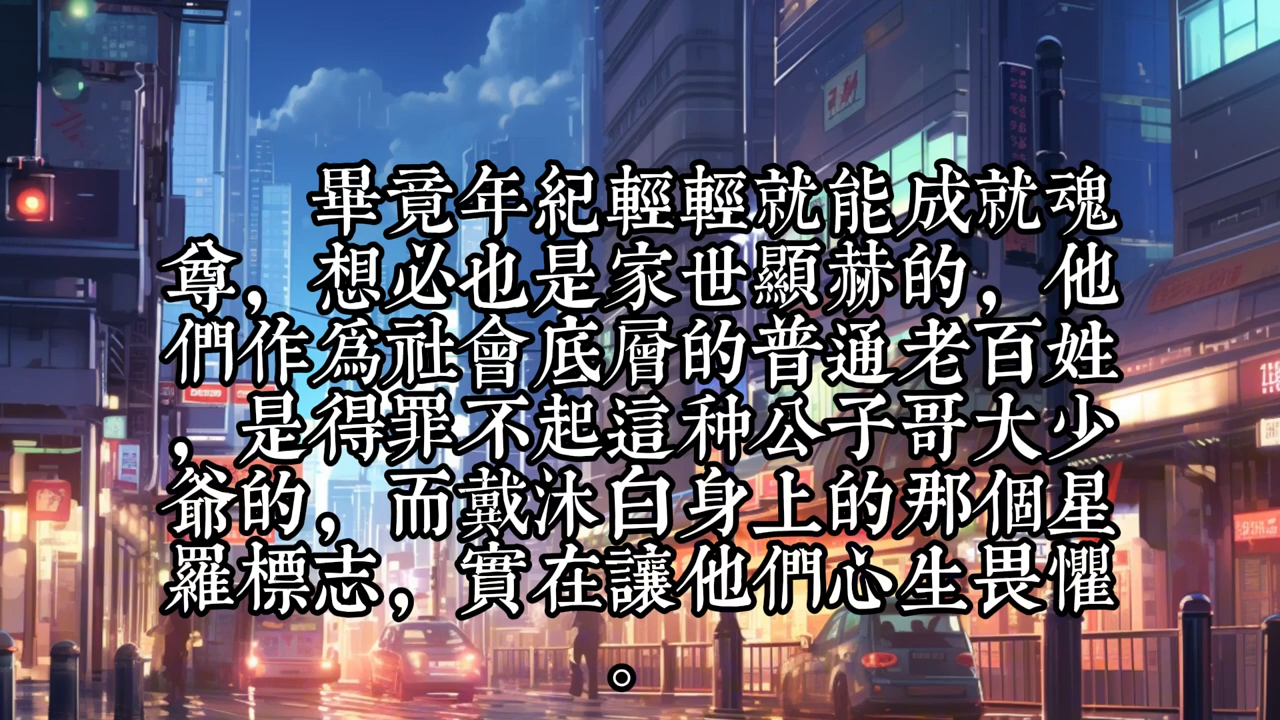 畢竟年紀輕輕就能成就魂
尊，想必也是家世顯赫的，他
們作爲社會底層的普通老百姓
，是得罪不起這种公子哥大少
爺的，而戴沐白身上的那個星
羅標志，實在讓他們心生畏懼
。